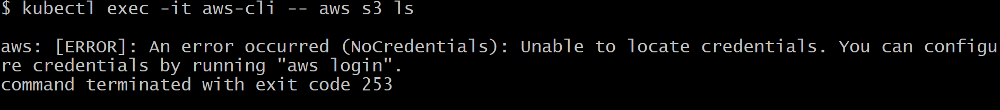 $ kubectl exec -it aws-cli -- aws s3 ls
aws: [ERROR]: An error occurred (NoCredentials): Unable to locate credentials. You can configu
re credentials by running "aws login".
command terminated with exit code 253